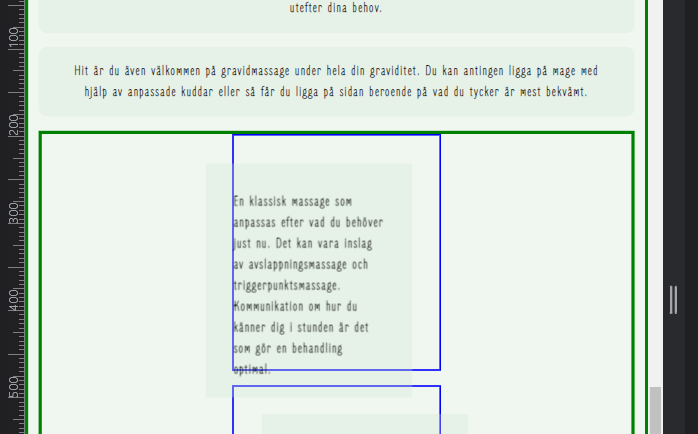 utefter dina behov.
Hit är du även välkommen på gravidmassage under hela din graviditet. Du kan antingen ligga på mage med
hjälp av anpassade kuddar eller så får du ligga på sidan beroende på vad du tycker är mest bekvämt.
En klassisk massage som
anpassas efter vad du behöver
just nu. Det kan vara inslag
av avslappningsmassage och
triggerpunktsmassage.
Kommunikation om hur du
känner dig i stunden är det
som gör en behandling
optimal.
100
200
300
400
500